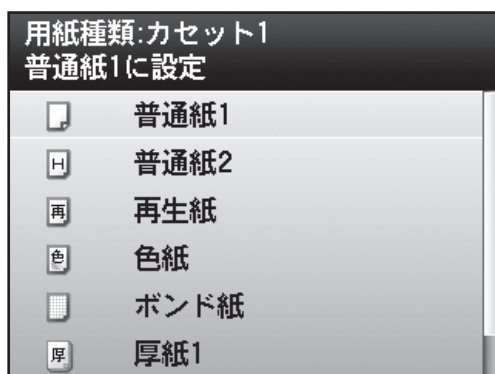 用紙種類:カセット1
普通紙1に設定
普通紙1
H 普通紙2
再 再生紙
色 色紙
ボンド紙
厚 厚紙1